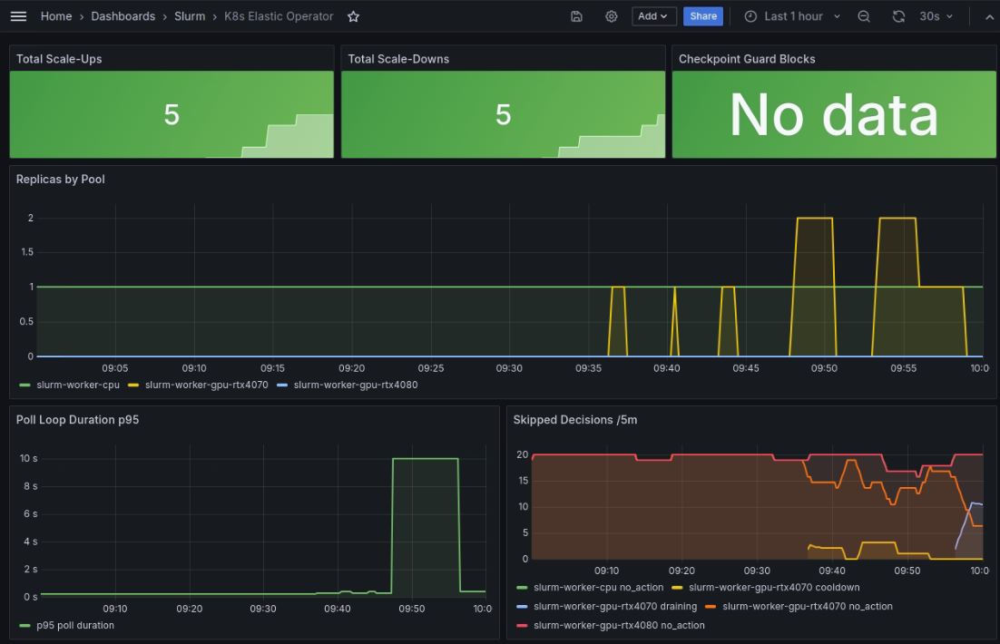 Home › Dashboards › Slurm › K8s Elastic Operator Add Share Last 1 hour 30s
Total Scale-Ups
5
Total Scale-Downs
5
Checkpoint Guard Blocks
No data
Replicas by Pool
2
1.5
1
0.5
0
09:05 09:10 09:15 09:20 09:25 09:30 09:35 09:40 09:45 09:50 09:55 10:0
slurm-worker-cpu slurm-worker-gpu-rtx4070 slurm-worker-gpu-rtx4080
Poll Loop Duration p95
10 s
8 s
6 s
4 s
2 s
0 s
09:10 09:20 09:30 09:40 09:50 10:0
p95 poll duration
Skipped Decisions /5m
20
15
10
5
0
09:10 09:20 09:30 09:40 09:50 10:0
slurm-worker-cpu no_action slurm-worker-gpu-rtx4070 cooldown
slurm-worker-gpu-rtx4070 draining slurm-worker-gpu-rtx4070 no_action
slurm-worker-gpu-rtx4080 no_action